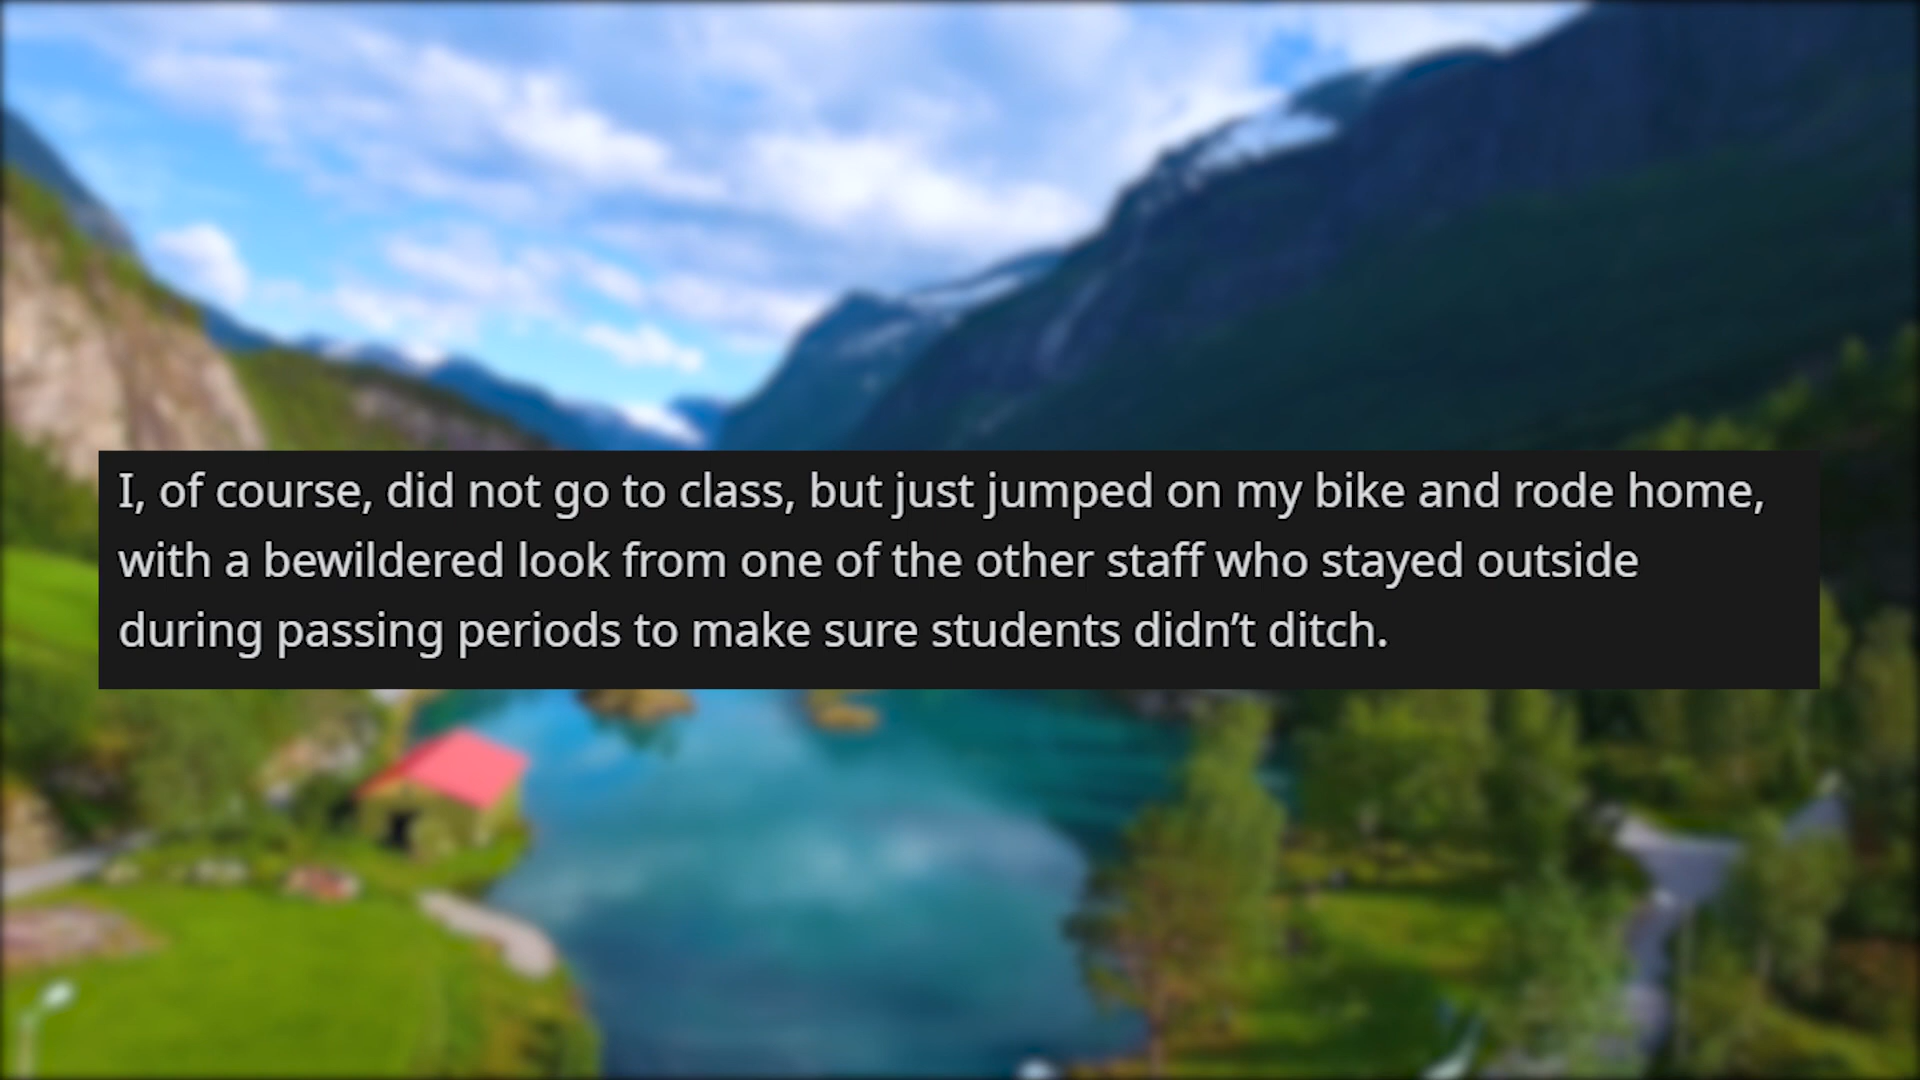 I, of course, did not go to class, but just jumped on my bike and rode home,
with a bewildered look from one of the other staff who stayed outside
during passing periods to make sure students didn’t ditch.